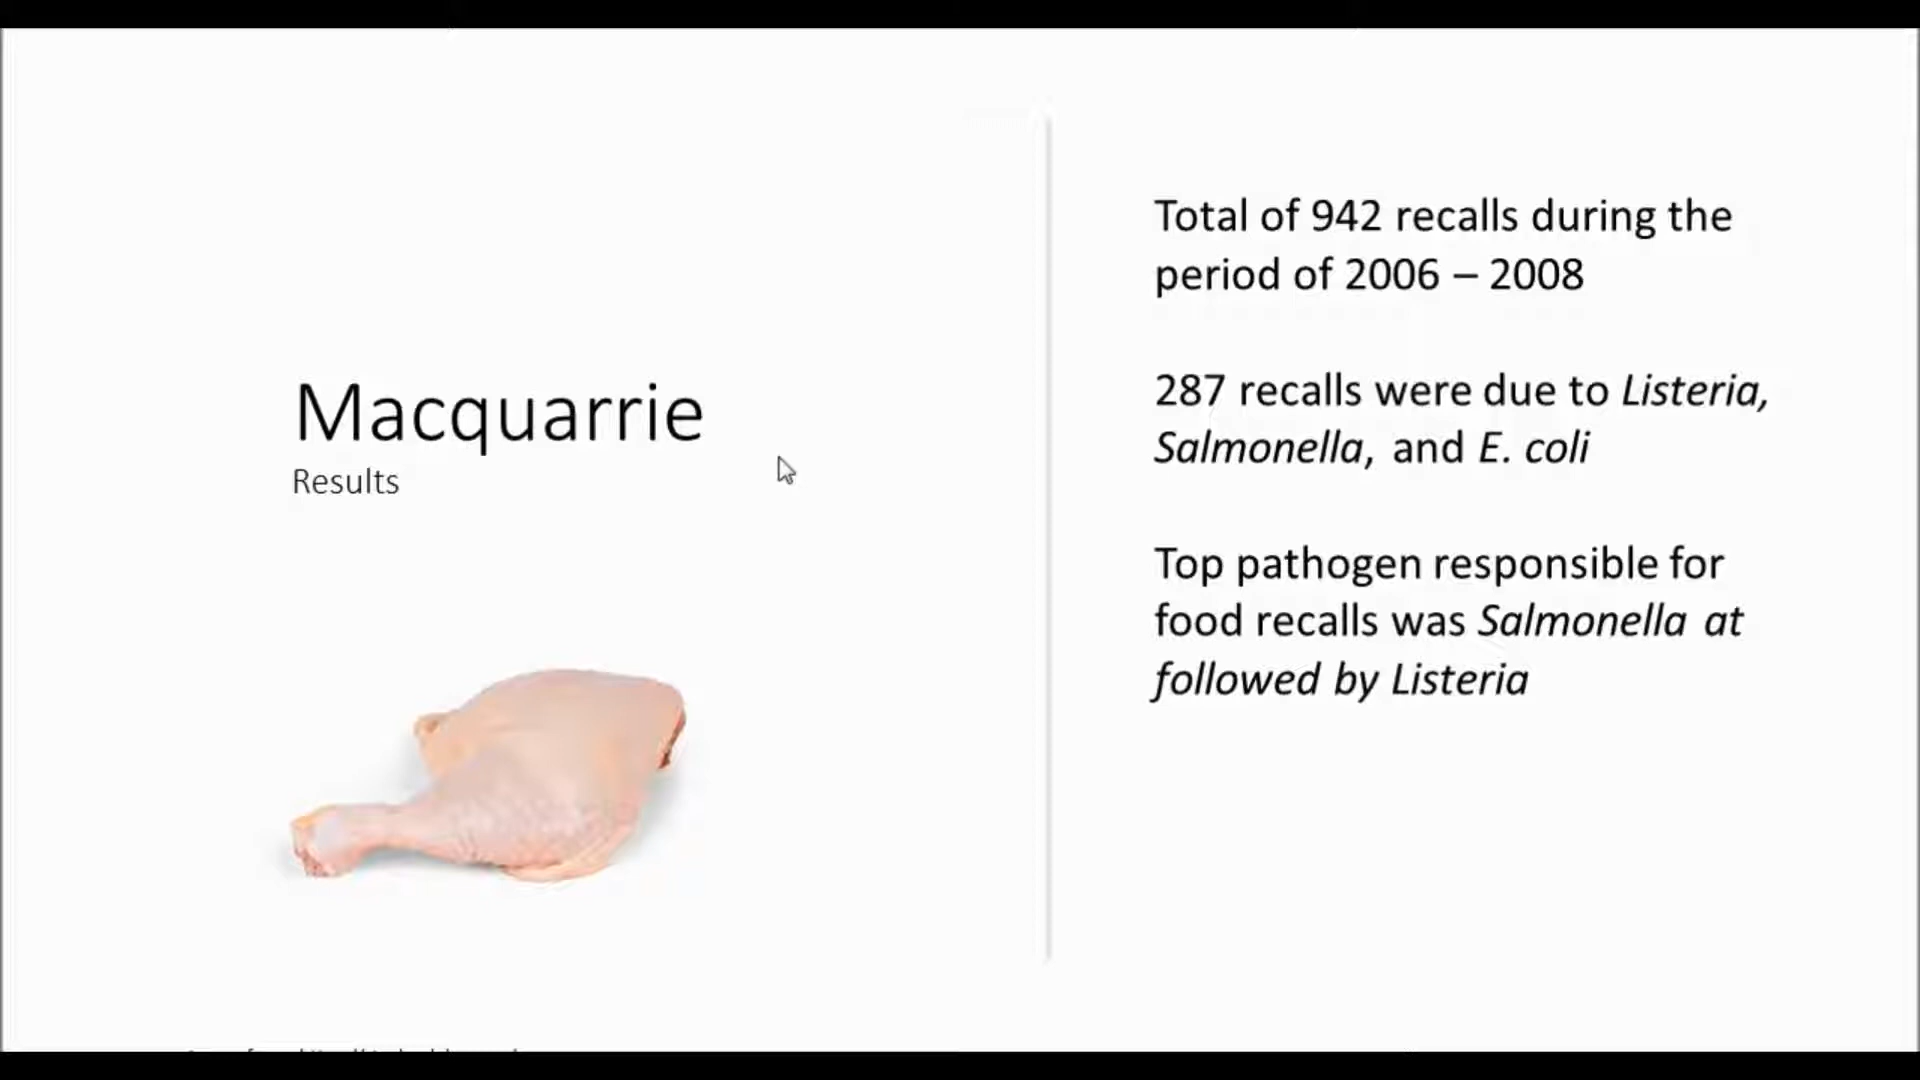 Macquarrie
Results
Total of 942 recalls during the
period of 2006 – 2008
287 recalls were due to Listeria,
Salmonella, and E. coli
Top pathogen responsible for
food recalls was Salmonella at
followed by Listeria